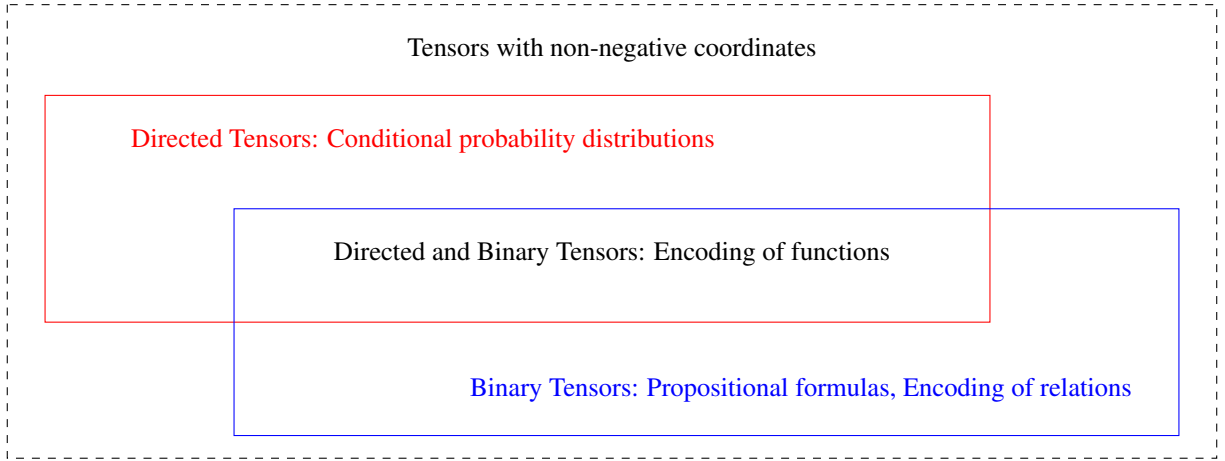 Tensors with non-negative coordinates
Directed Tensors: Conditional probability distributions
Directed and Binary Tensors: Encoding of functions
Binary Tensors: Propositional formulas, Encoding of relations